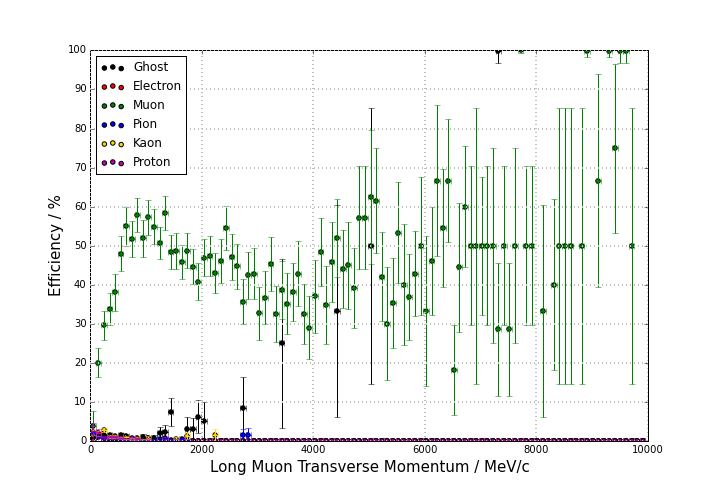 100
90
80
70
60
50
40
30
20
10
0
Efficiency / %
Ghost
Electron
Muon
Pion
Kaon
Proton
0 2000 4000 6000 8000 10000
Long Muon Transverse Momentum / MeV/c